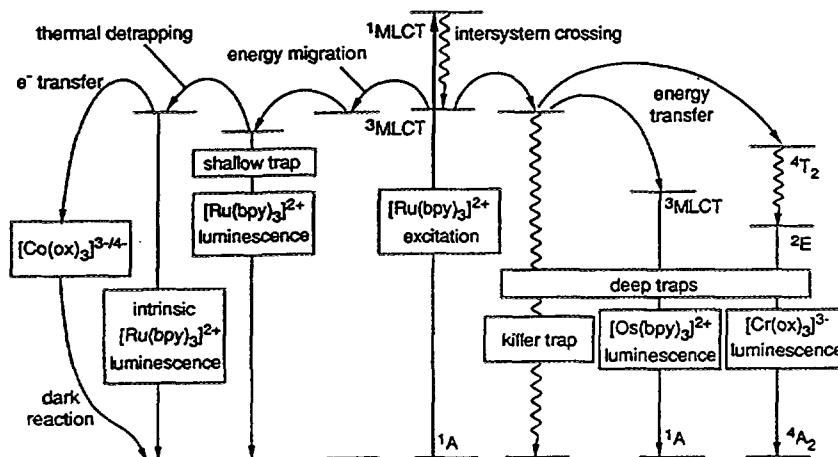 ¹MLCT
intersystem crossing
thermal detrapping
energy migration
e⁻ transfer
³MLCT
energy
transfer
⁴T₂
shallow trap
³MLCT
[Ru(bpy)₃]²⁺
luminescence
[Ru(bpy)₃]²⁺
excitation
[Co(ox)₃]³⁻/⁴⁻
²E
deep traps
intrinsic
[Ru(bpy)₃]²⁺
luminescence
killer trap
[Os(bpy)₃]²⁺
luminescence
[Cr(ox)₃]³⁻
luminescence
dark
reaction
¹A
¹A
⁴A₂